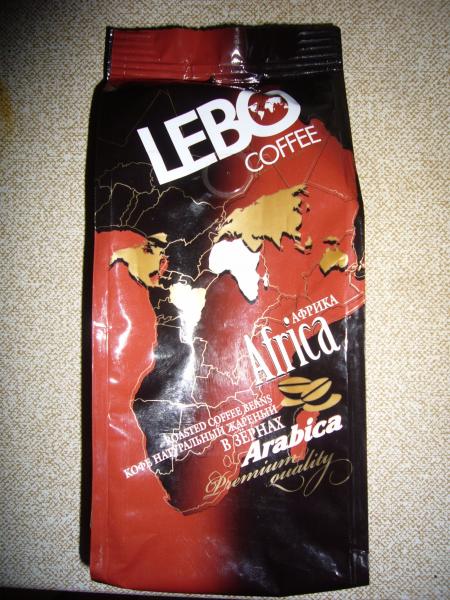 LEBO
COFFEE
АФРИКА
Africa
ROASTED COFFEE BEANS
КОФЕ НАТУРАЛЬНЫЙ ЖАРЕНЫЙ
В ЗЁРНАХ
Arabica
Premium
quality